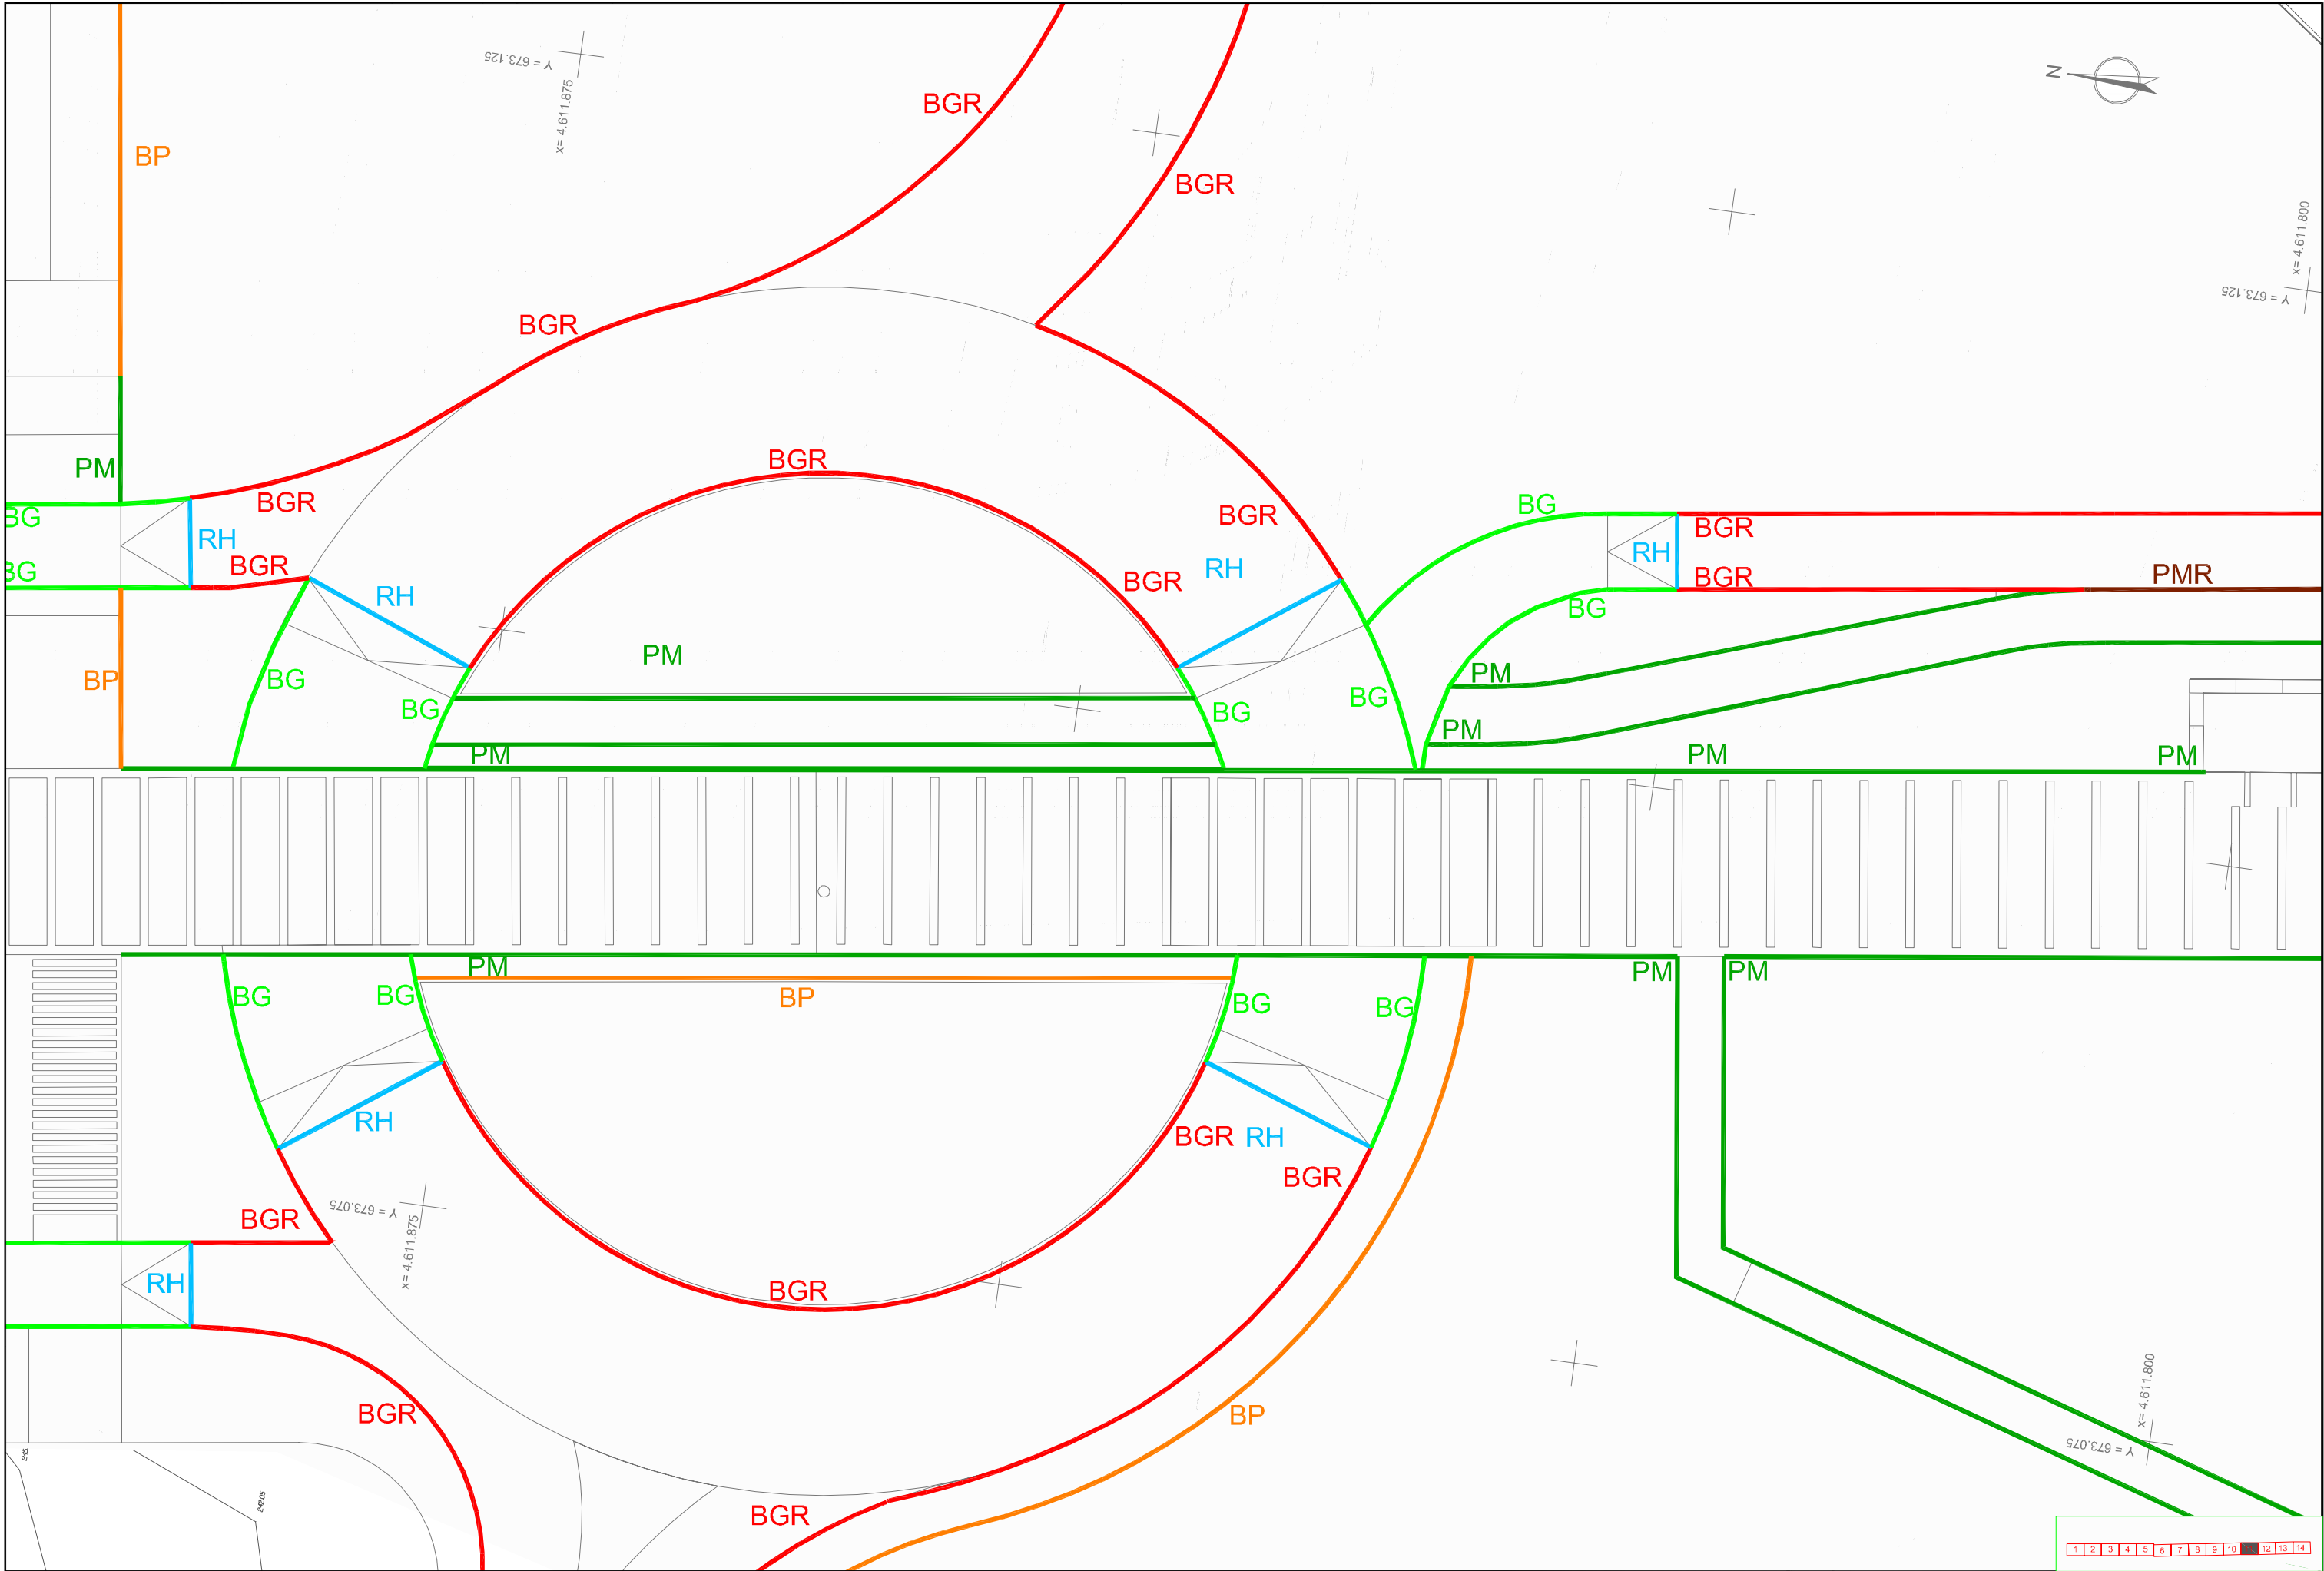 Y = 673.125
x= 4.611.875
N
BGR
BP
BGR
x= 4.611.800
Y = 673.125
BGR
BGR
PM
BGR
BG
BGR
BG
RH
BGR
RH
BGR
RH
BGR
BG
BGR
RH
BGR
PMR
RH
BG
PM
PM
BP
BG
BG
BG
BG
PM
PM
PM
PM
PM
PM
PM
BG
BG
BP
BG
BG
RH
BGR
RH
BGR
Y = 673.075
BGR
x= 4.611.875
RH
BGR
BGR
BP
x= 4.611.800
Y = 673.075
BGR
1 2 3 4 5 6 7 8 9 10 12 13 14